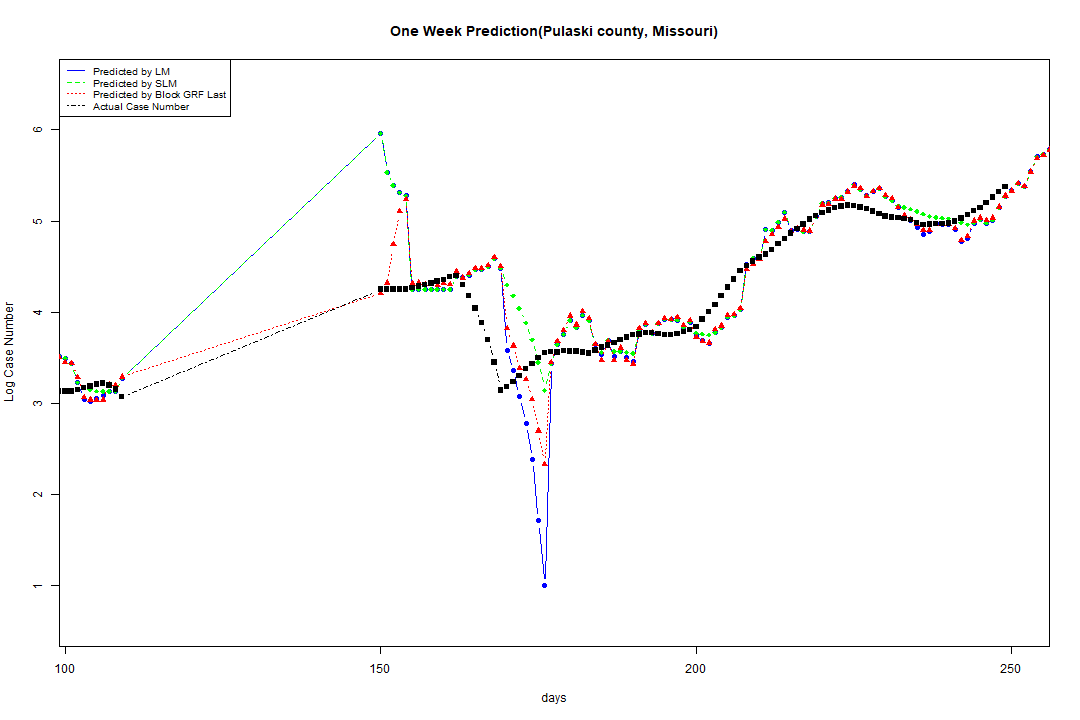 One Week Prediction(Pulaski county, Missouri)
Predicted by LM
Predicted by SLM
Predicted by Block GRF Last
Actual Case Number
Log Case Number
6
5
4
3
2
1
100 150 200 250
days